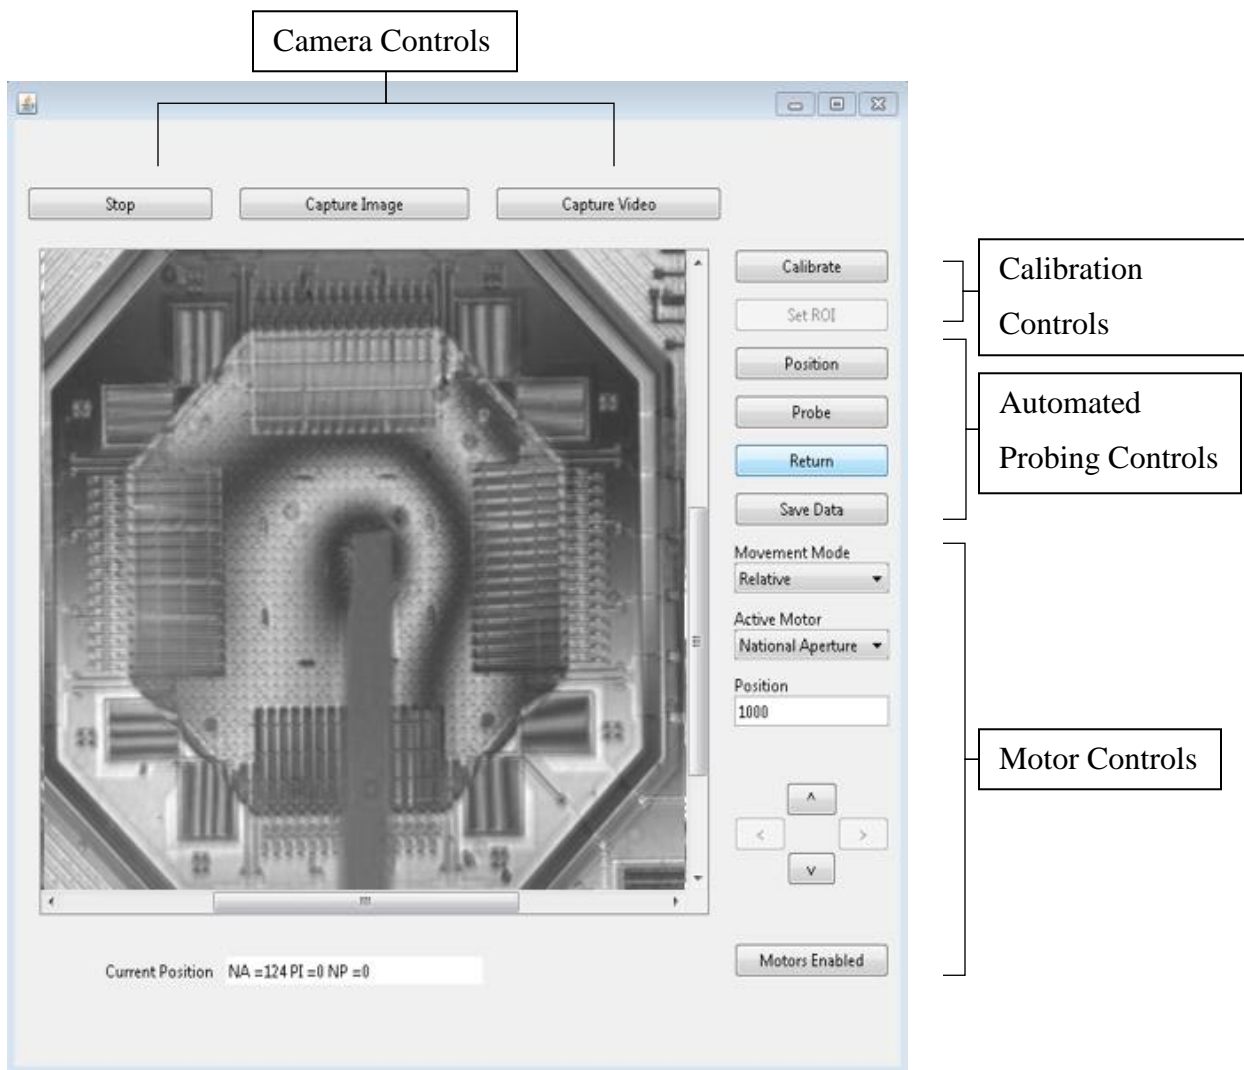 Camera Controls
Stop
Capture Image
Capture Video
Calibrate
Set ROI
Position
Probe
Return
Save Data
Movement Mode
Relative
Active Motor
National Aperture
Position
1000
^
<
>
v
Motors Enabled
Current Position NA =124 PI =0 NP =0
Calibration
Controls
Automated
Probing Controls
Motor Controls